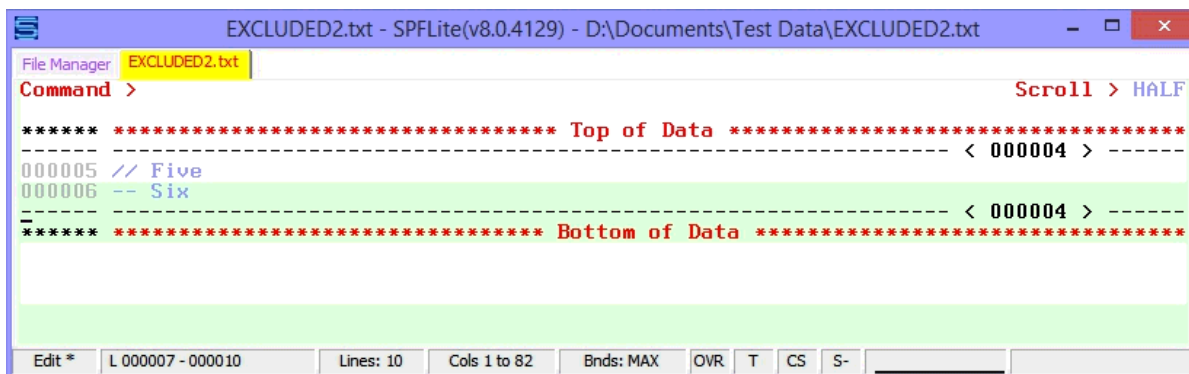 EXCLUDED2.txt - SPFLite(v8.0.4129) - D:\Documents\Test Data\EXCLUDED2.txt
File Manager EXCLUDED2.txt
Command > Scroll > HALF
****** ********************************** Top of Data ***********************************
------ --------------------------------------------------------------- < 000004 > ------
000005 // Five
000006 -- Six
------ --------------------------------------------------------------- < 000004 > ------
****** ********************************* Bottom of Data *********************************
Edit * L 000007 - 000010 Lines: 10 Cols 1 to 82 Bnds: MAX OVR T CS S-